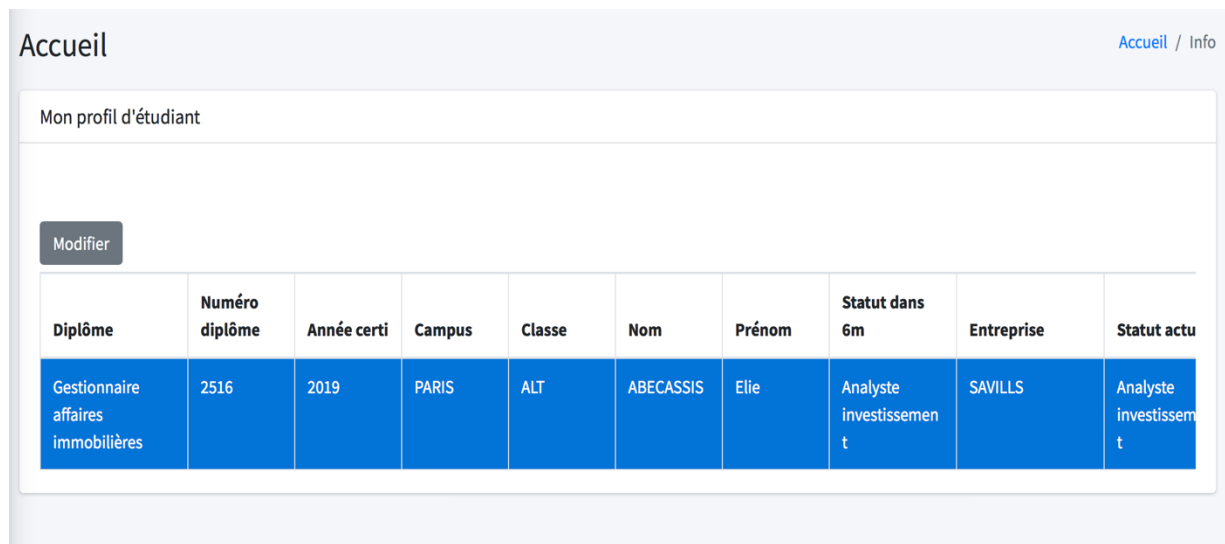 Accueil
Accueil / Info
Mon profil d'étudiant
Modifier
Diplôme
Numéro
diplôme
Année certi
Campus
Classe
Nom
Prénom
Statut dans
6m
Entreprise
Statut actu
Gestionnaire
affaires
immobilières
2516
2019
PARIS
ALT
ABECASSIS
Elie
Analyste
investissemen
t
SAVILLS
Analyste
investissem
t